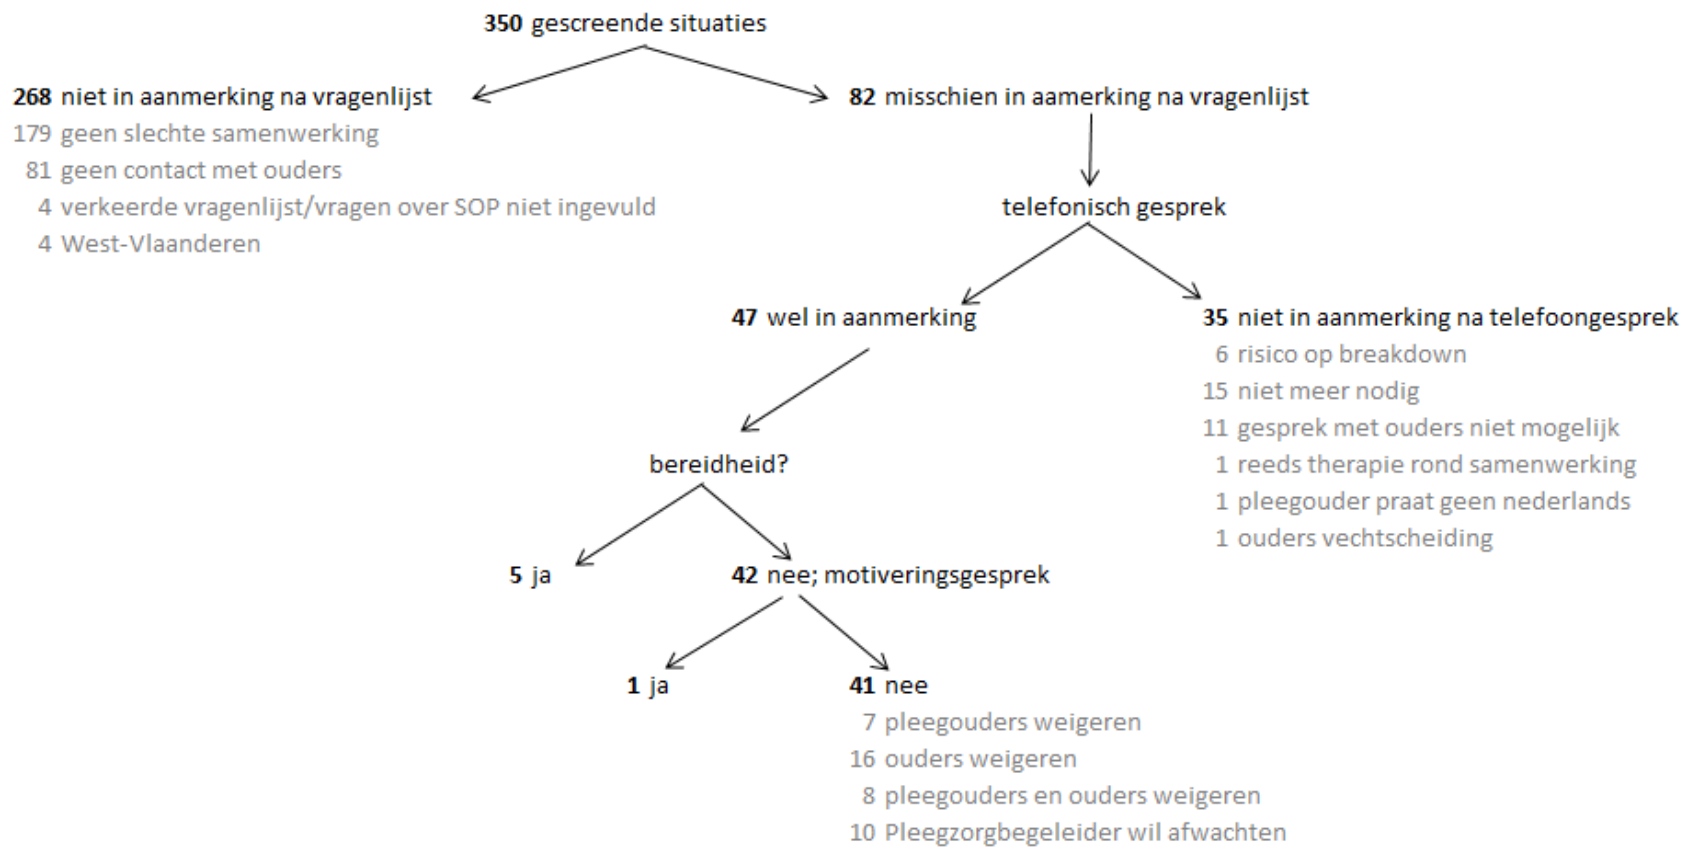 350 gescreende situaties
268 niet in aanmerking na vragenlijst
179 geen slechte samenwerking
81 geen contact met ouders
4 verkeerde vragenlijst/vragen over SOP niet ingevuld
4 West-Vlaanderen
82 misschien in aamerking na vragenlijst
telefonisch gesprek
47 wel in aanmerking
35 niet in aanmerking na telefoongesprek
6 risico op breakdown
15 niet meer nodig
11 gesprek met ouders niet mogelijk
1 reeds therapie rond samenwerking
1 pleegouder praat geen nederlands
1 ouders vechtscheiding
bereidheid?
5 ja
42 nee; motiveringsgesprek
1 ja
41 nee
7 pleegouders weigeren
16 ouders weigeren
8 pleegouders en ouders weigeren
10 Pleegzorgbegeleider wil afwachten